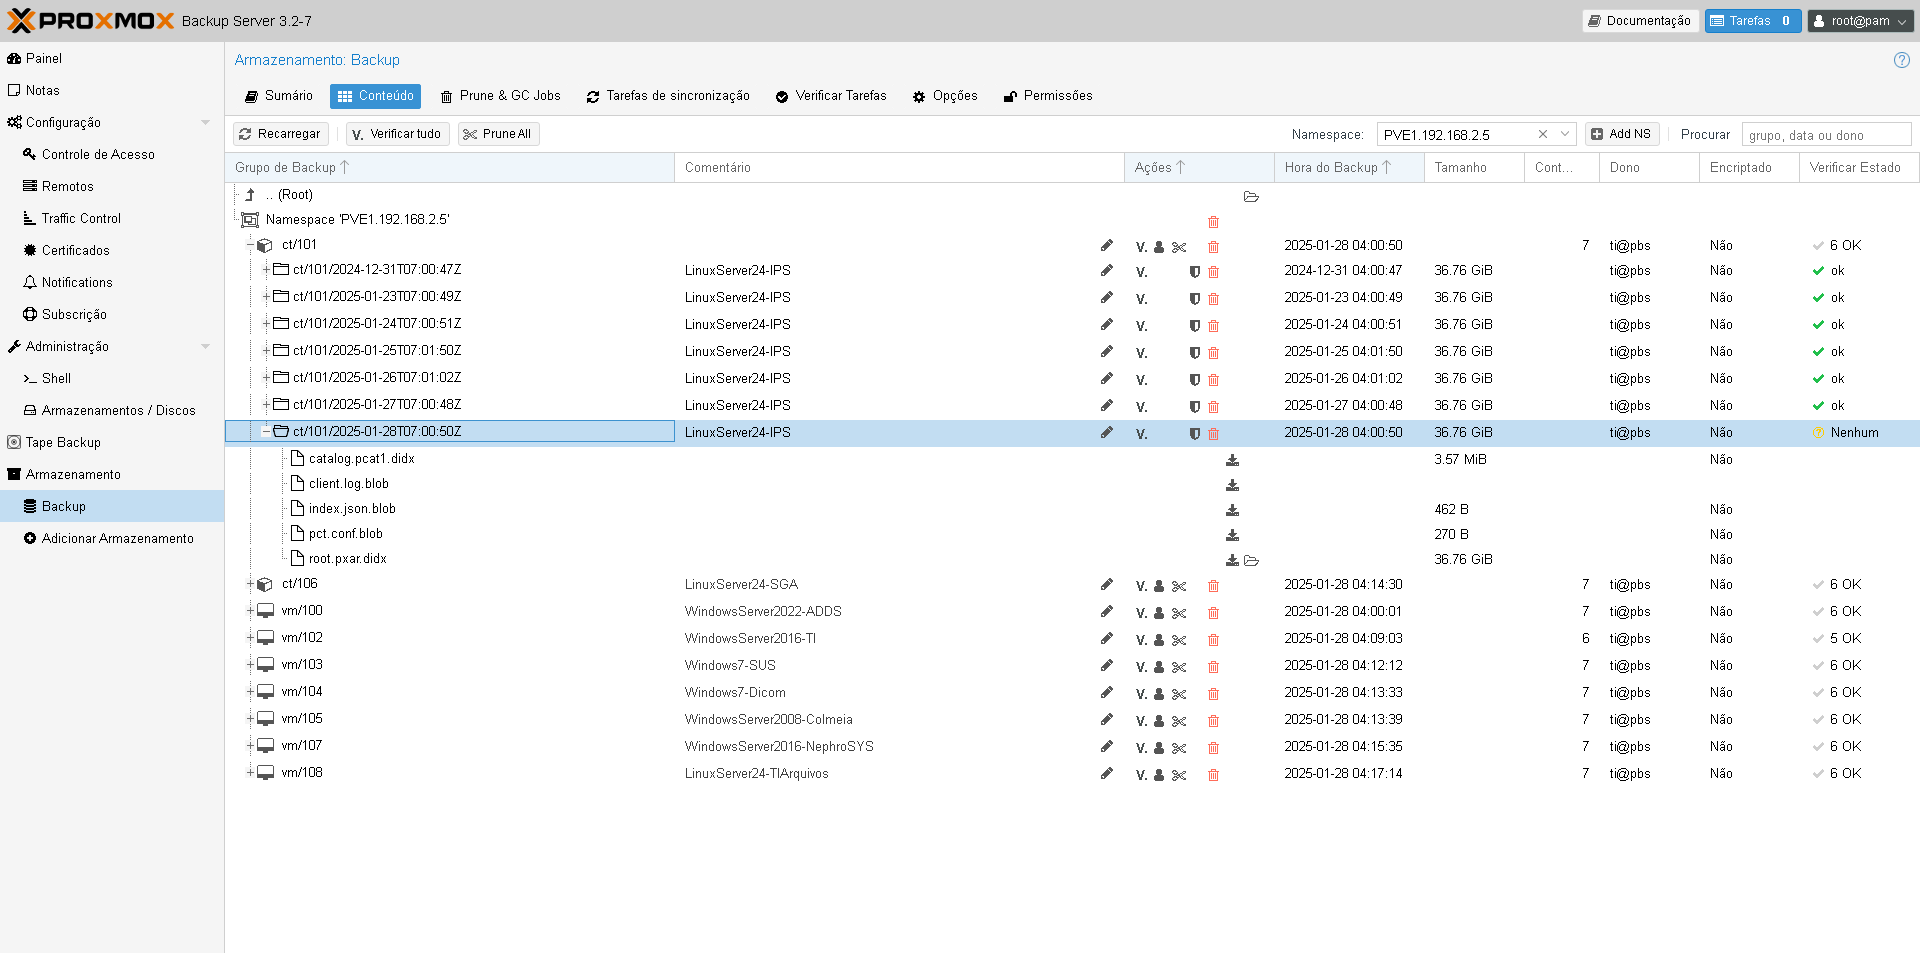 PROXMOX Backup Server 3.2-7 Documentação Tarefas 0 root@pam
Painel
Notas
Configuração
Controle de Acesso
Remotos
Traffic Control
Certificados
Notifications
Subscrição
Administração
Shell
Armazenamentos / Discos
Tape Backup
Armazenamento
Backup
Adicionar Armazenamento
Armazenamento: Backup
Sumário Conteúdo Prune & GC Jobs Tarefas de sincronização Verificar Tarefas Opções Permissões
Recarregar V. Verificar tudo Prune All Namespace: PVE1.192.168.2.5 Add NS Procurar grupo, data ou dono
Grupo de Backup Comentário Ações Hora do Backup Tamanho Cont... Dono Encriptado Verificar Estado
.. (Root)
Namespace 'PVE1.192.168.2.5'
ct/101 V. 2025-01-28 04:00:50 7 ti@pbs Não 6 OK
ct/101/2024-12-31T07:00:47Z LinuxServer24-IPS V. 2024-12-31 04:00:47 36.76 GiB ti@pbs Não ok
ct/101/2025-01-23T07:00:49Z LinuxServer24-IPS V. 2025-01-23 04:00:49 36.76 GiB ti@pbs Não ok
ct/101/2025-01-24T07:00:51Z LinuxServer24-IPS V. 2025-01-24 04:00:51 36.76 GiB ti@pbs Não ok
ct/101/2025-01-25T07:01:50Z LinuxServer24-IPS V. 2025-01-25 04:01:50 36.76 GiB ti@pbs Não ok
ct/101/2025-01-26T07:01:02Z LinuxServer24-IPS V. 2025-01-26 04:01:02 36.76 GiB ti@pbs Não ok
ct/101/2025-01-27T07:00:48Z LinuxServer24-IPS V. 2025-01-27 04:00:48 36.76 GiB ti@pbs Não ok
ct/101/2025-01-28T07:00:50Z LinuxServer24-IPS V. 2025-01-28 04:00:50 36.76 GiB ti@pbs Não Nenhum
catalog.pcat1.didx 3.57 MiB Não
client.log.blob
index.json.blob 462 B Não
pct.conf.blob 270 B Não
root.pxar.didx 36.76 GiB Não
ct/106 LinuxServer24-SGA V. 2025-01-28 04:14:30 7 ti@pbs Não 6 OK
vm/100 WindowsServer2022-ADDS V. 2025-01-28 04:00:01 7 ti@pbs Não 6 OK
vm/102 WindowsServer2016-TI V. 2025-01-28 04:09:03 6 ti@pbs Não 5 OK
vm/103 Windows7-SUS V. 2025-01-28 04:12:12 7 ti@pbs Não 6 OK
vm/104 Windows7-Dicom V. 2025-01-28 04:13:33 7 ti@pbs Não 6 OK
vm/105 WindowsServer2008-Colmeia V. 2025-01-28 04:13:39 7 ti@pbs Não 6 OK
vm/107 WindowsServer2016-NephroSYS V. 2025-01-28 04:15:35 7 ti@pbs Não 6 OK
vm/108 LinuxServer24-TIArquivos V. 2025-01-28 04:17:14 7 ti@pbs Não 6 OK